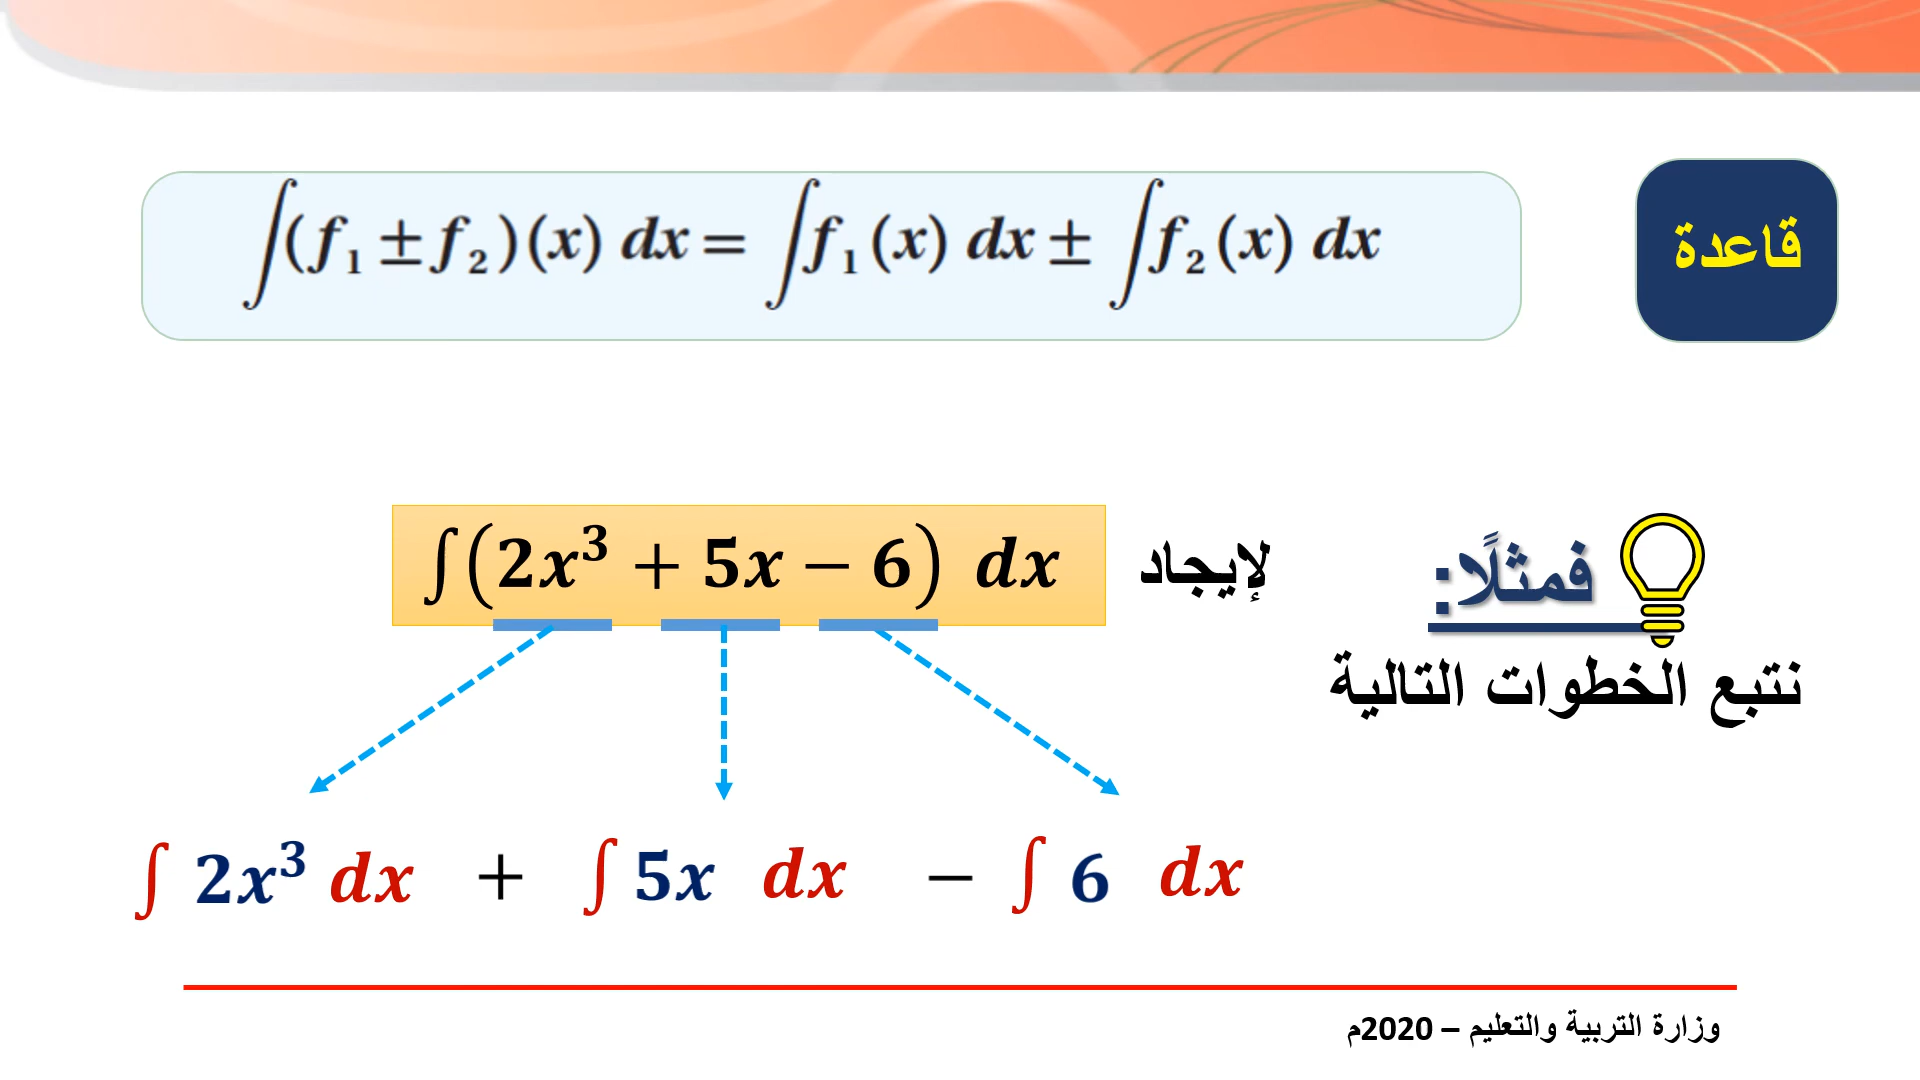 قاعدة
∫(f₁ ± f₂)(x) dx = ∫f₁(x) dx ± ∫f₂(x) dx
فمثلًا:
لإيجاد ∫(2x³ + 5x − 6) dx
نتبع الخطوات التالية
∫ 2x³ dx + ∫ 5x dx − ∫ 6 dx
وزارة التربية والتعليم – 2020م